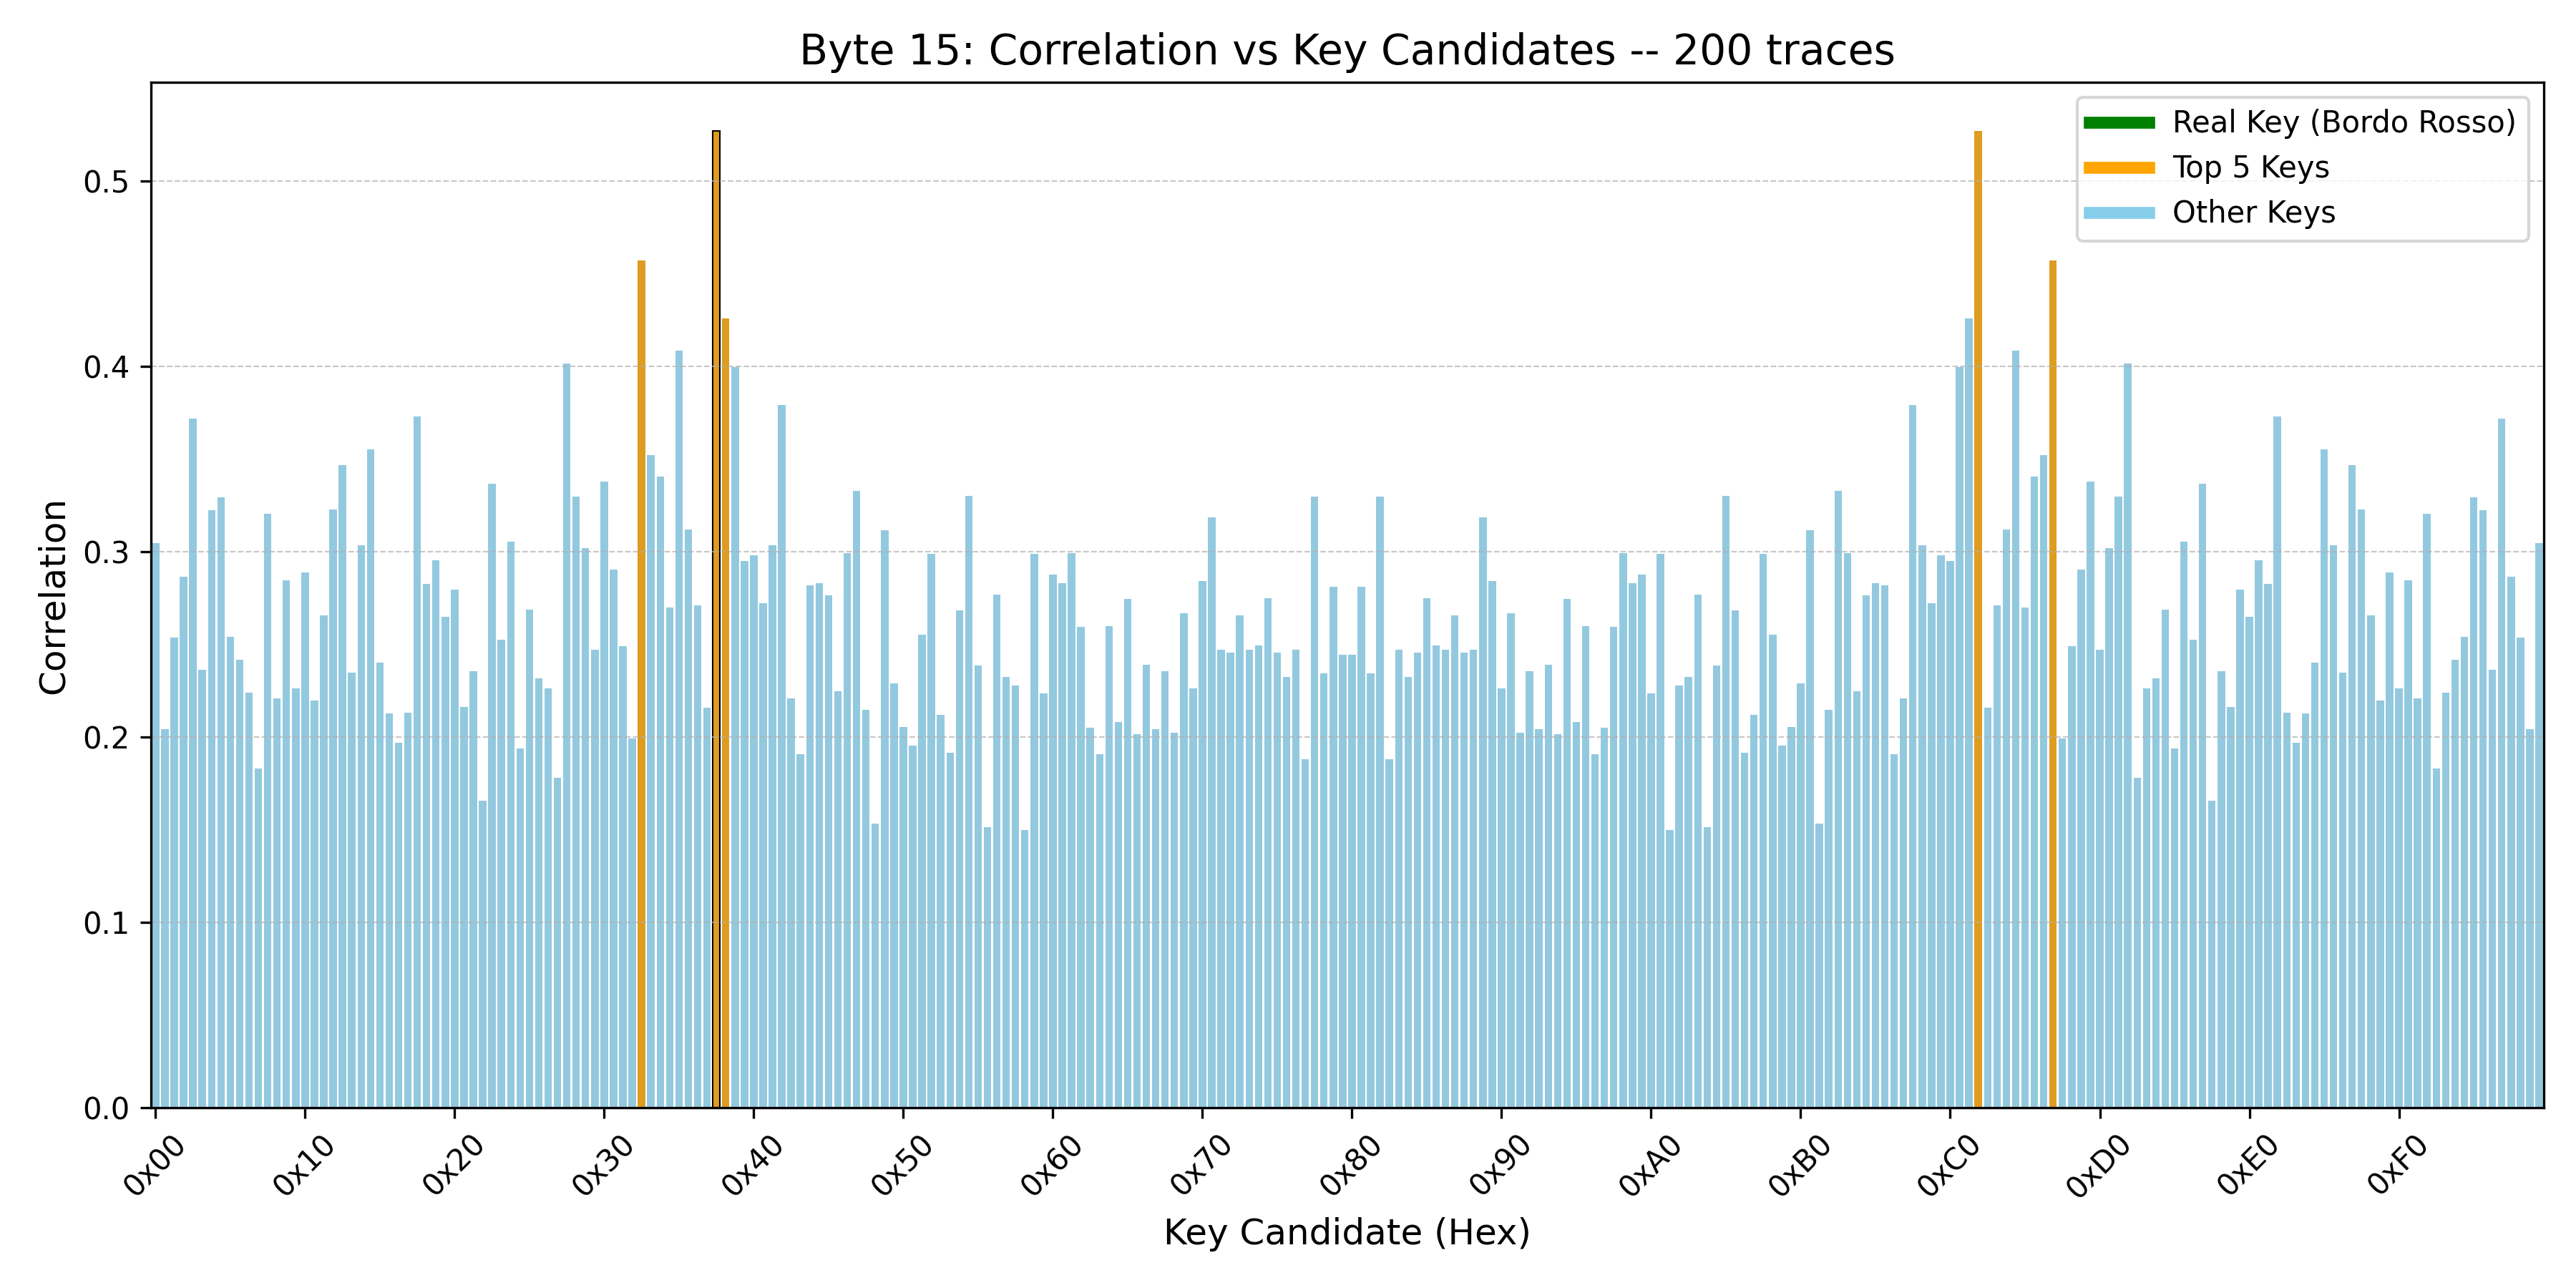 Byte 15: Correlation vs Key Candidates -- 200 traces
Real Key (Bordo Rosso)
Top 5 Keys
Other Keys
Correlation
0.5
0.4
0.3
0.2
0.1
0.0
0x00 0x10 0x20 0x30 0x40 0x50 0x60 0x70 0x80 0x90 0xA0 0xB0 0xC0 0xD0 0xE0 0xF0
Key Candidate (Hex)